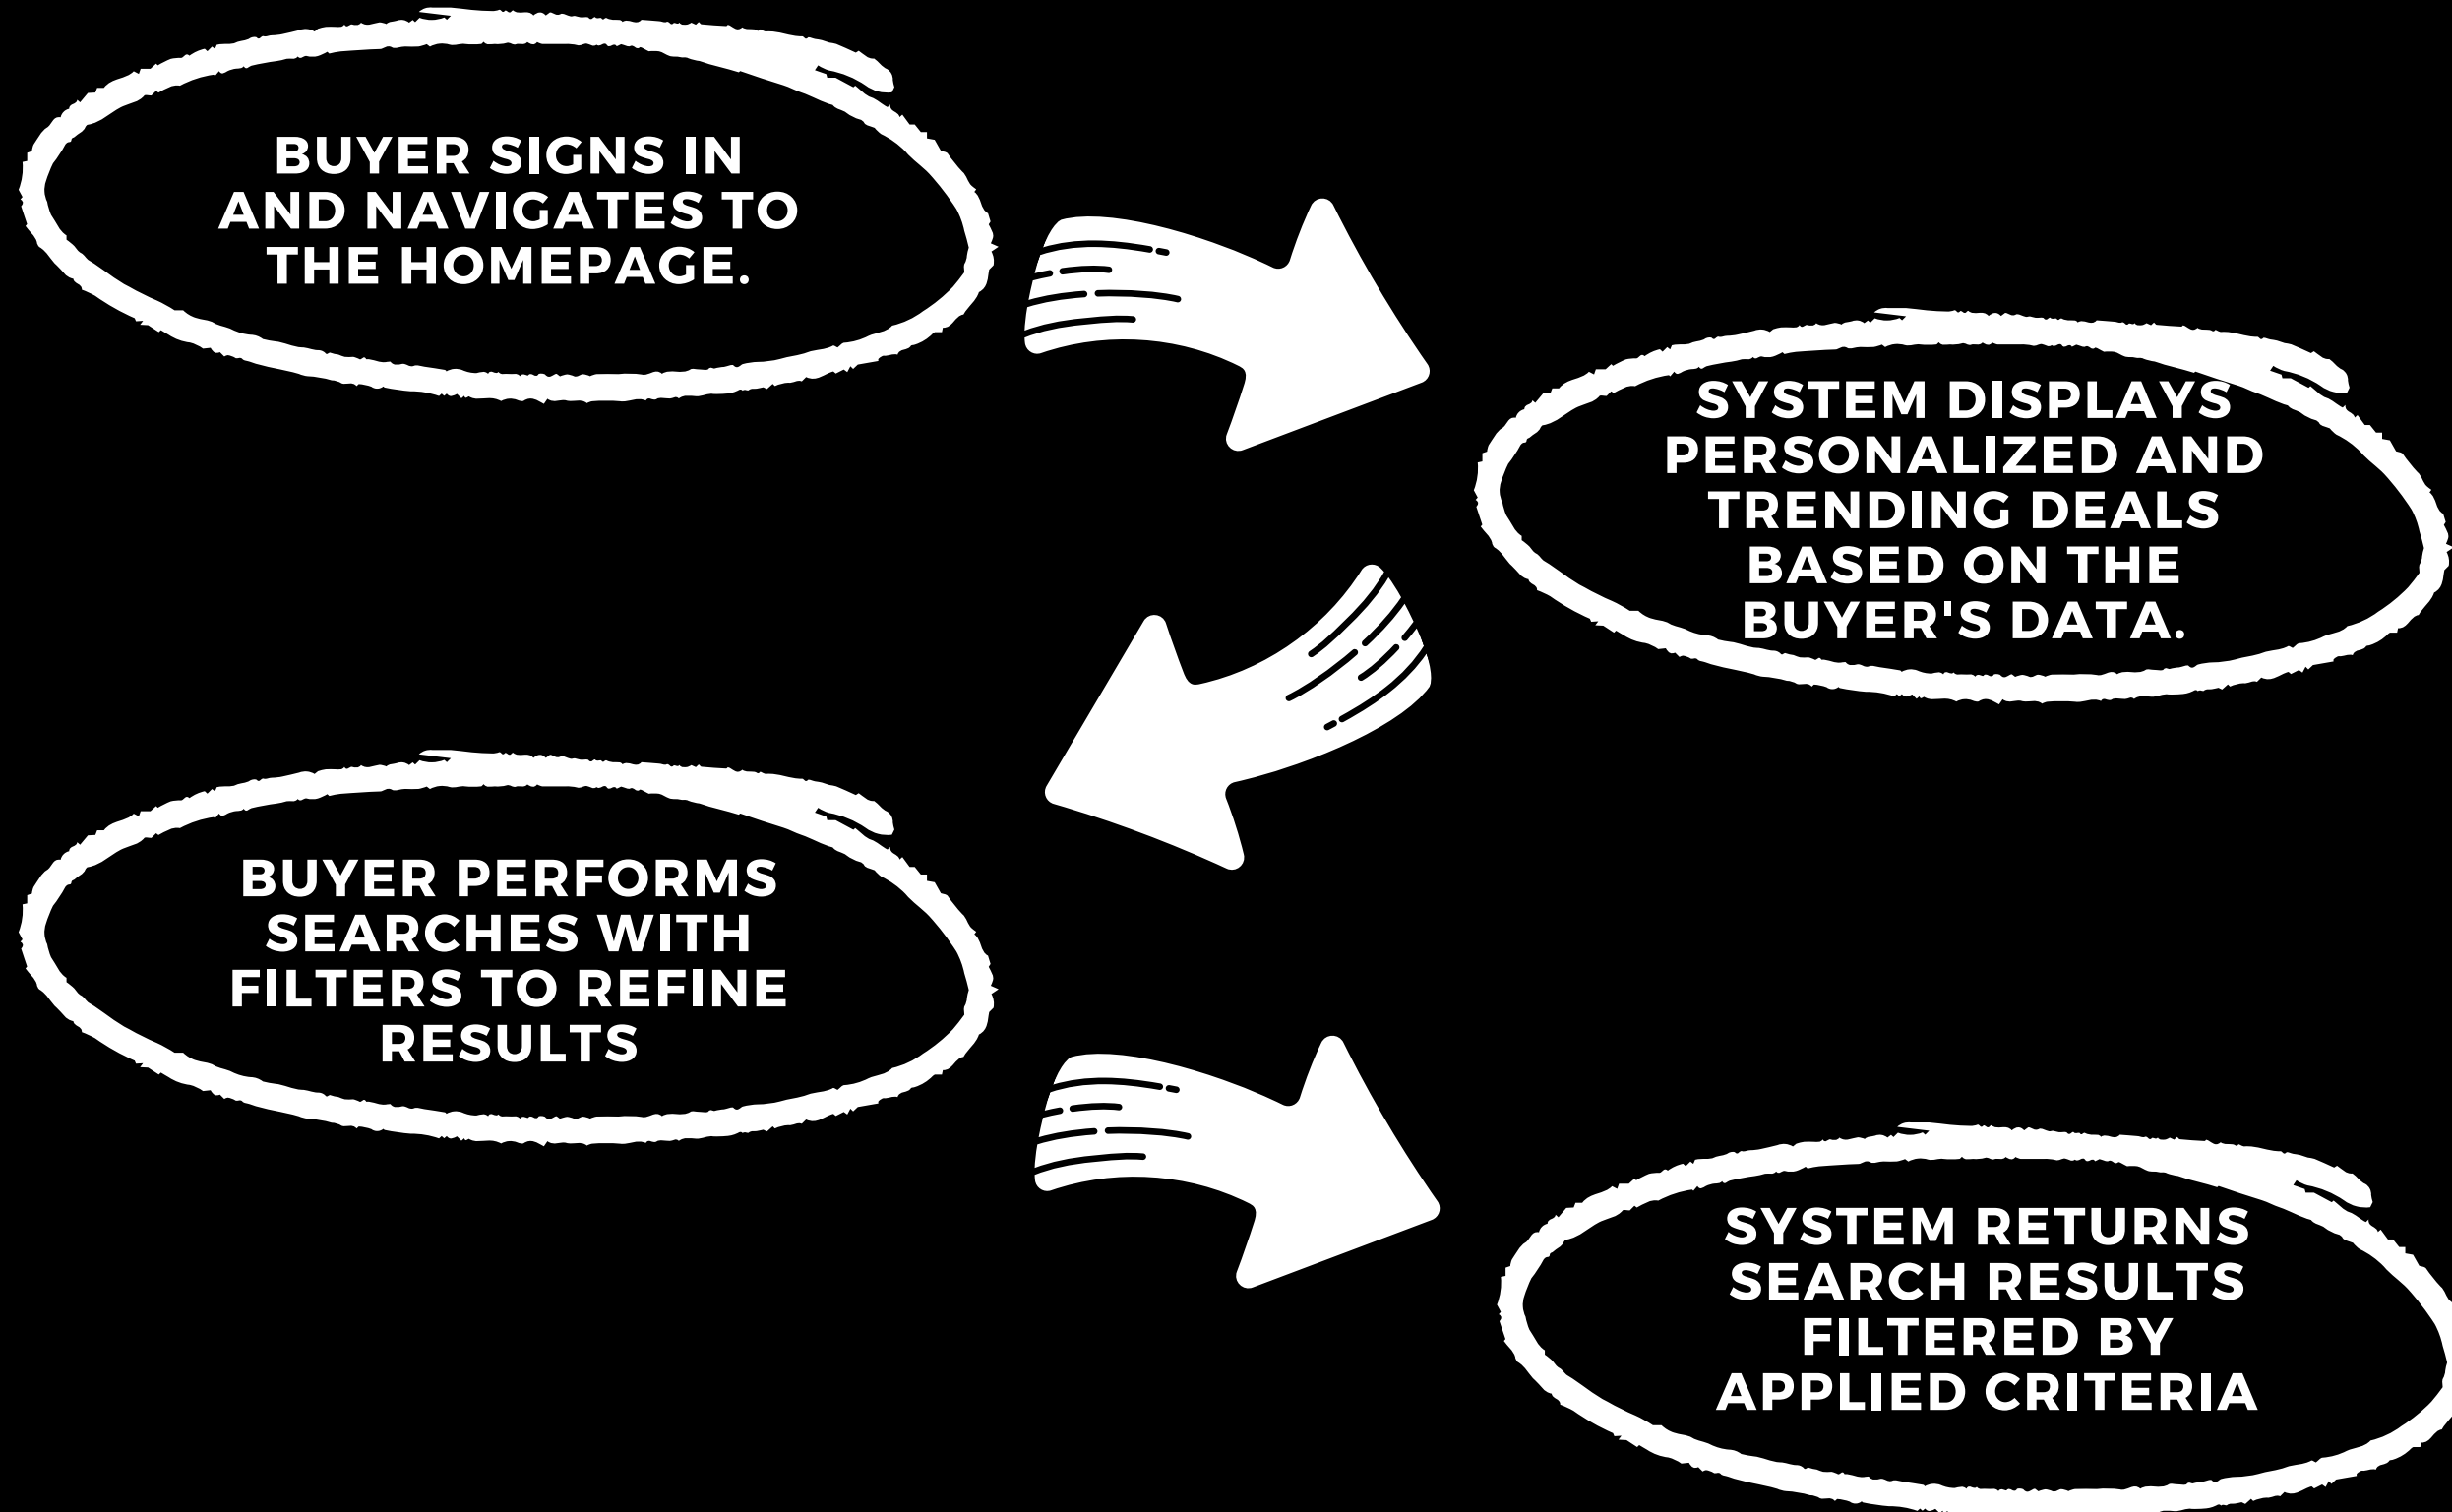 BUYER SIGNS IN
AND NAVIGATES TO
THE HOMEPAGE.
SYSTEM DISPLAYS
PERSONALIZED AND
TRENDING DEALS
BASED ON THE
BUYER'S DATA.
BUYER PERFORMS
SEARCHES WITH
FILTERS TO REFINE
RESULTS
SYSTEM RETURNS
SEARCH RESULTS
FILTERED BY
APPLIED CRITERIA